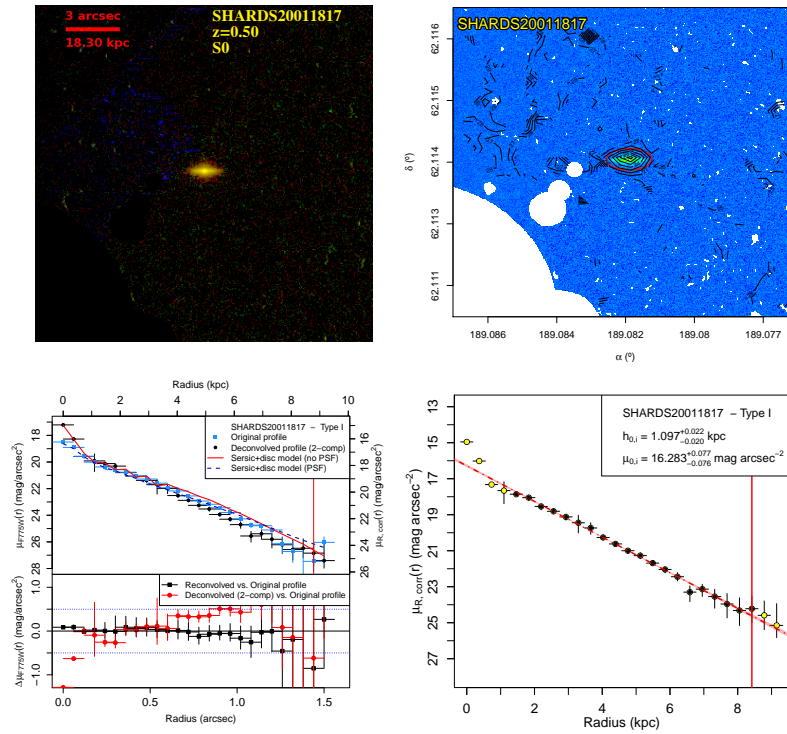 3 arcsec
18.30 kpc
SHARDS20011817
z=0.50
S0
SHARDS20011817
62.116
62.115
62.114
62.113
62.111
δ (º)
189.086
189.084
189.082
189.08
189.077
α (º)
Radius (kpc)
0 2 4 6 8 10
SHARDS20011817 − Type I
Original profile
Deconvolved profile (2−comp)
Sersic+disc model (no PSF)
Sersic+disc model (PSF)
18
20
22
24
26
28
μF775W(r) (mag/arcsec²)
16
18
20
22
24
26
μR, corr(r) (mag/arcsec²)
Reconvolved vs. Original profile
Deconvolved (2−comp) vs. Original profile
1.0
0.0
−1.0
ΔμF775W(r) (mag/arcsec²)
0.0 0.5 1.0 1.5
Radius (arcsec)
SHARDS20011817 − Type I
h0,i = 1.097 +0.022 −0.020 kpc
μ0,i = 16.283 +0.077 −0.076 mag arcsec−2
13
15
17
19
21
23
25
27
μR, corr(r) (mag arcsec−2)
0 2 4 6 8
Radius (kpc)